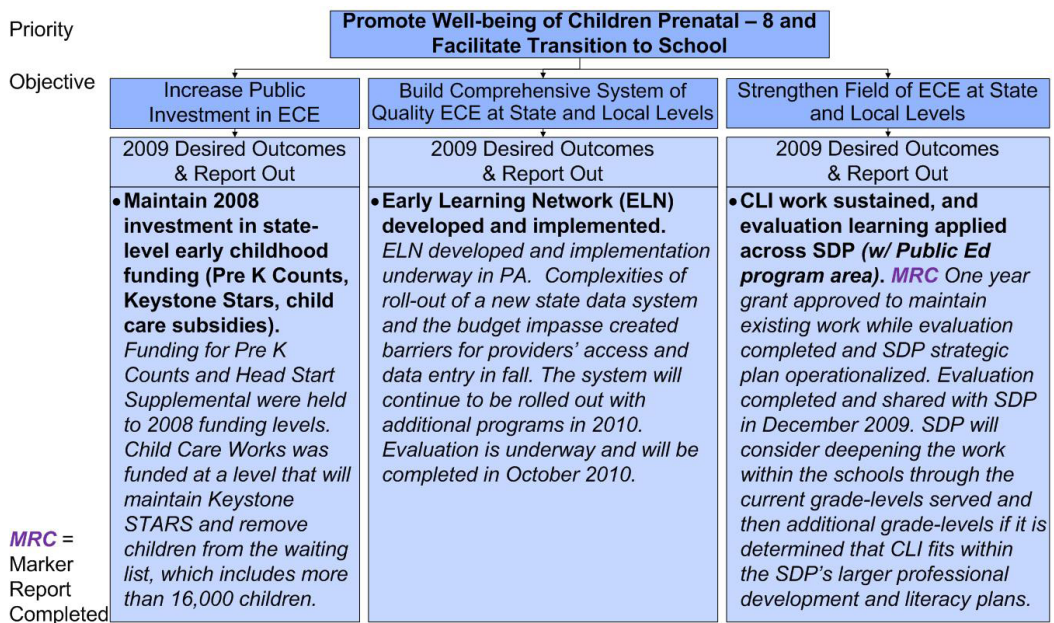 Priority
Promote Well-being of Children Prenatal – 8 and
Facilitate Transition to School
Objective
Increase Public
Investment in ECE
2009 Desired Outcomes
& Report Out
•Maintain 2008
investment in state-
level early childhood
funding (Pre K Counts,
Keystone Stars, child
care subsidies).
Funding for Pre K
Counts and Head Start
Supplemental were held
to 2008 funding levels.
Child Care Works was
funded at a level that will
maintain Keystone
STARS and remove
children from the waiting
list, which includes more
than 16,000 children.
Build Comprehensive System of
Quality ECE at State and Local Levels
2009 Desired Outcomes
& Report Out
•Early Learning Network (ELN)
developed and implemented.
ELN developed and implementation
underway in PA. Complexities of
roll-out of a new state data system
and the budget impasse created
barriers for providers’ access and
data entry in fall. The system will
continue to be rolled out with
additional programs in 2010.
Evaluation is underway and will be
completed in October 2010.
Strengthen Field of ECE at State
and Local Levels
2009 Desired Outcomes
& Report Out
•CLI work sustained, and
evaluation learning applied
across SDP (w/ Public Ed
program area). MRC One year
grant approved to maintain
existing work while evaluation
completed and SDP strategic
plan operationalized. Evaluation
completed and shared with SDP
in December 2009. SDP will
consider deepening the work
within the schools through the
current grade-levels served and
then additional grade-levels if it is
determined that CLI fits within
the SDP’s larger professional
development and literacy plans.
MRC =
Marker
Report
Completed